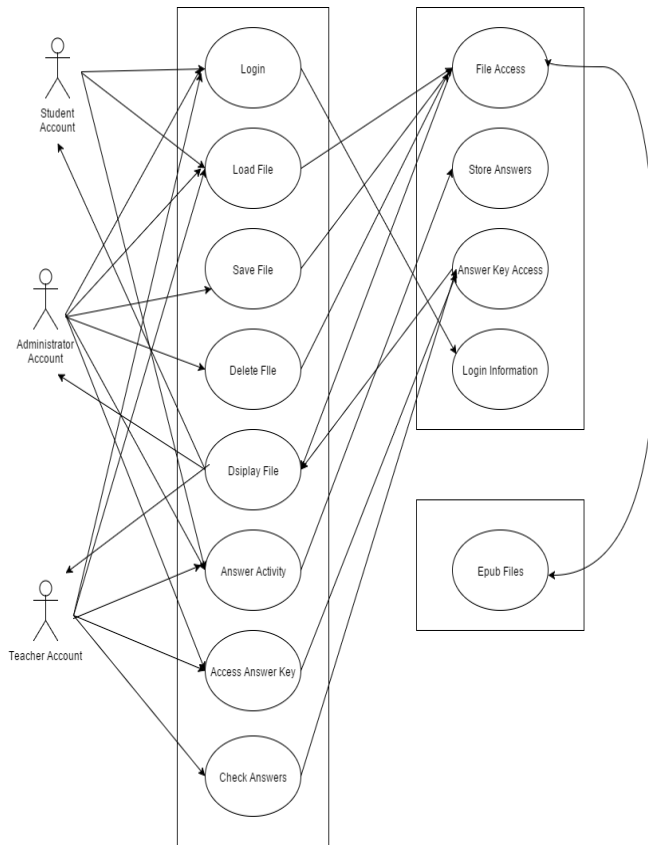 Student
Account
Administrator
Account
Teacher Account
Login
Load File
Save File
Delete File
Dsiplay File
Answer Activity
Access Answer Key
Check Answers
File Access
Store Answers
Answer Key Access
Login Information
Epub Files